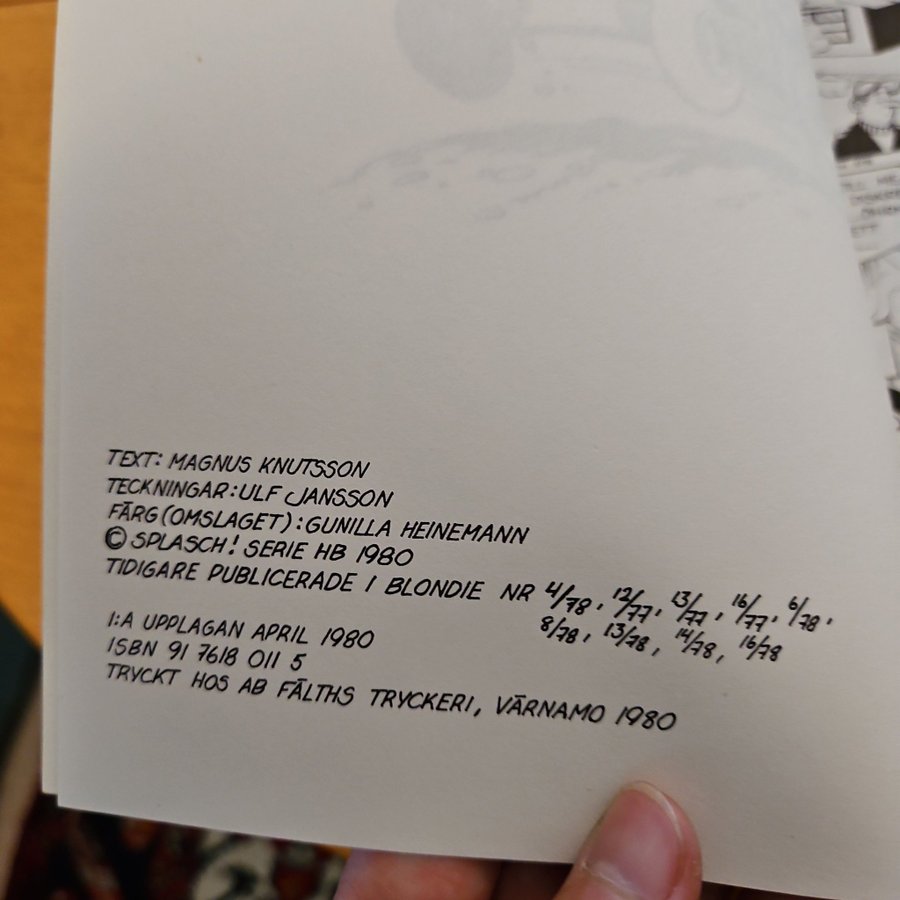 TEXT: MAGNUS KNUTSSON
TECKNINGAR: ULF JANSSON
FÄRG (OMSLAGET): GUNILLA HEINEMANN
© SPLASCH! SERIE HB 1980
TIDIGARE PUBLICERADE I BLONDIE NR 4/78, 12/77, 13/77, 16/77, 6/78,
8/78, 13/78, 14/78, 16/78
1:A UPPLAGAN APRIL 1980
ISBN 91 7618 011 5
TRYCKT HOS AB FÄLTHS TRYCKERI, VÄRNAMO 1980